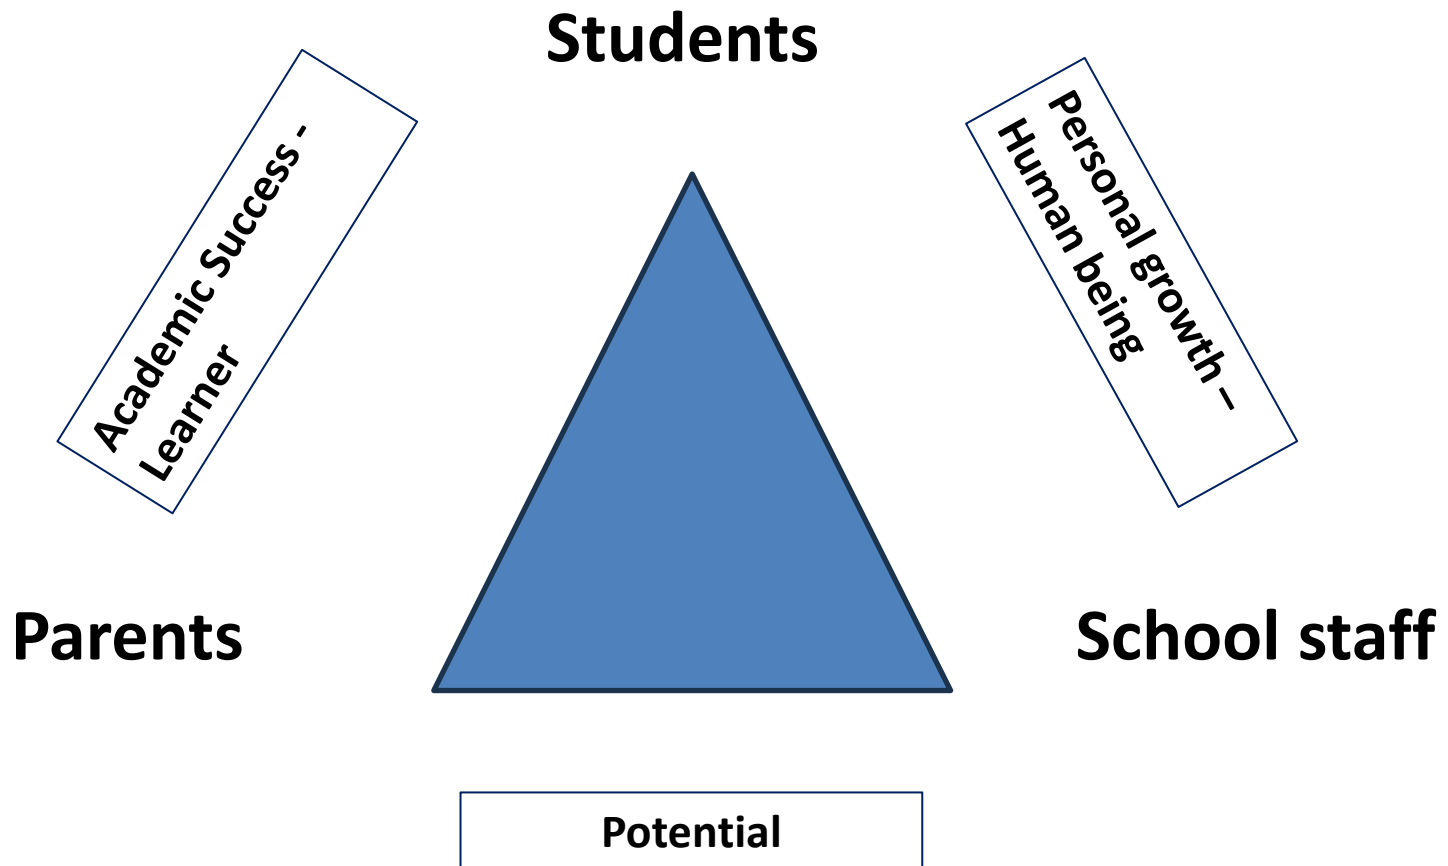 Students
Academic Success -
Learner
Personal growth –
Human being
Parents
School staff
Potential